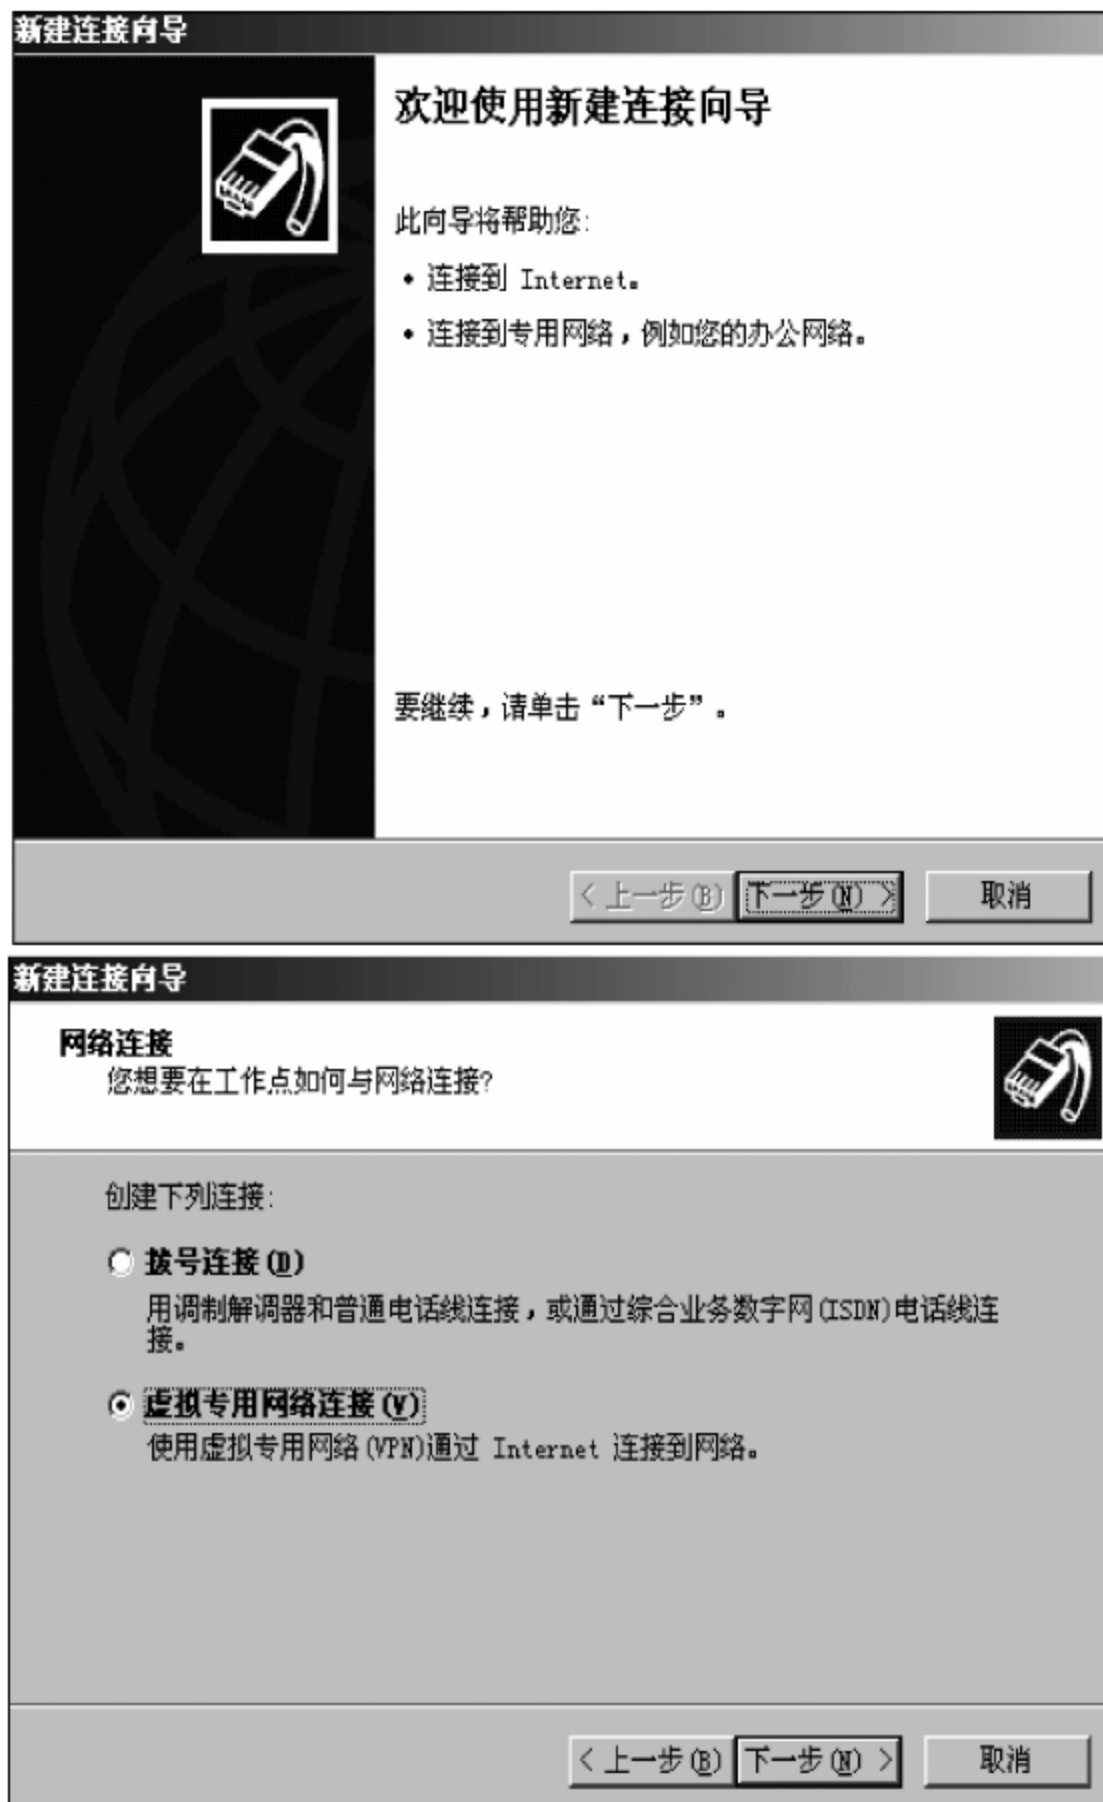 新建连接向导
欢迎使用新建连接向导
此向导将帮助您:
• 连接到 Internet。
• 连接到专用网络，例如您的办公网络。
要继续，请单击“下一步”。
< 上一步(B) 下一步(N) > 取消
新建连接向导
网络连接
您想要在工作点如何与网络连接?
创建下列连接:
拨号连接(D)
用调制解调器和普通电话线连接，或通过综合业务数字网(ISDN)电话线连
接。
虚拟专用网络连接(V)
使用虚拟专用网络(VPN)通过 Internet 连接到网络。
< 上一步(B) 下一步(N) > 取消